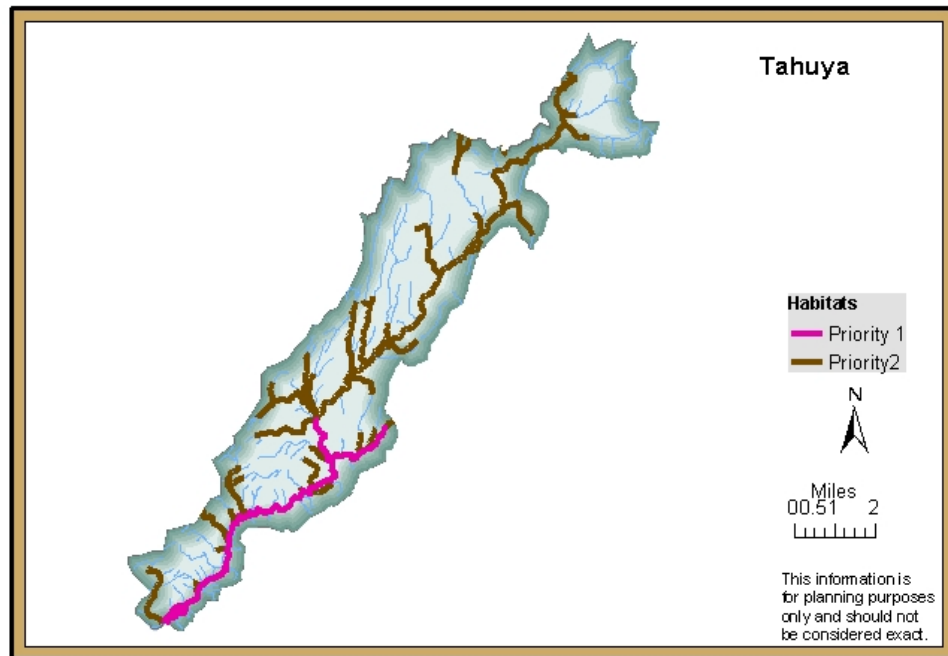 Tahuya
Habitats
Priority 1
Priority2
N
Miles
00.51 2
This information is
for planning purposes
only and should not
be considered exact.